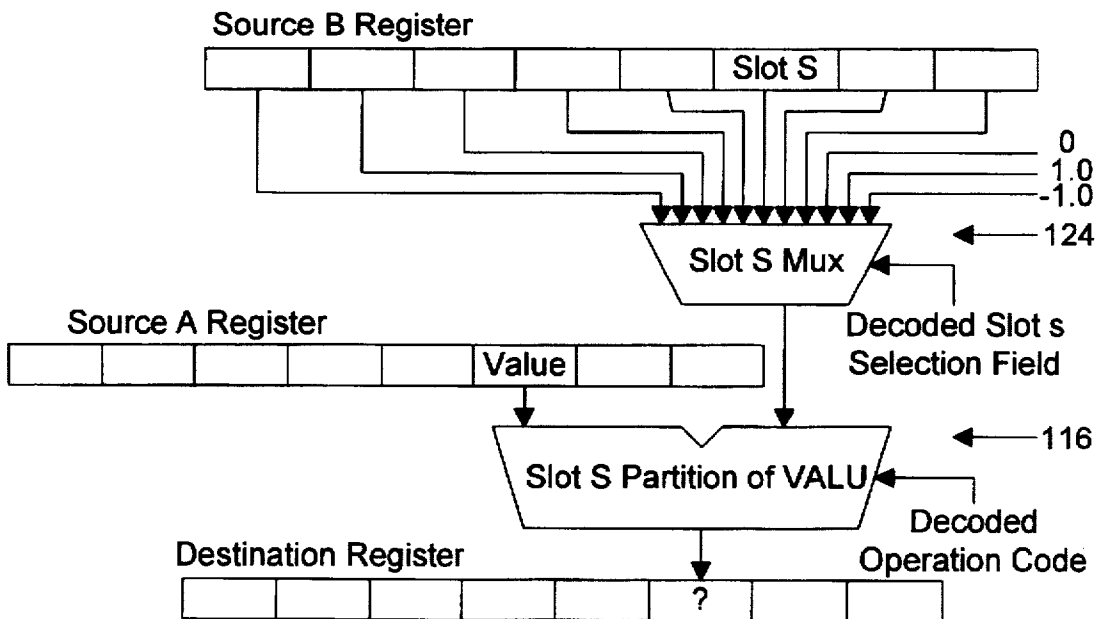 Source B Register
Slot S
0
1.0
-1.0
124
Slot S Mux
Decoded Slot s
Selection Field
Source A Register
Value
116
Slot S Partition of VALU
Decoded
Operation Code
Destination Register
?